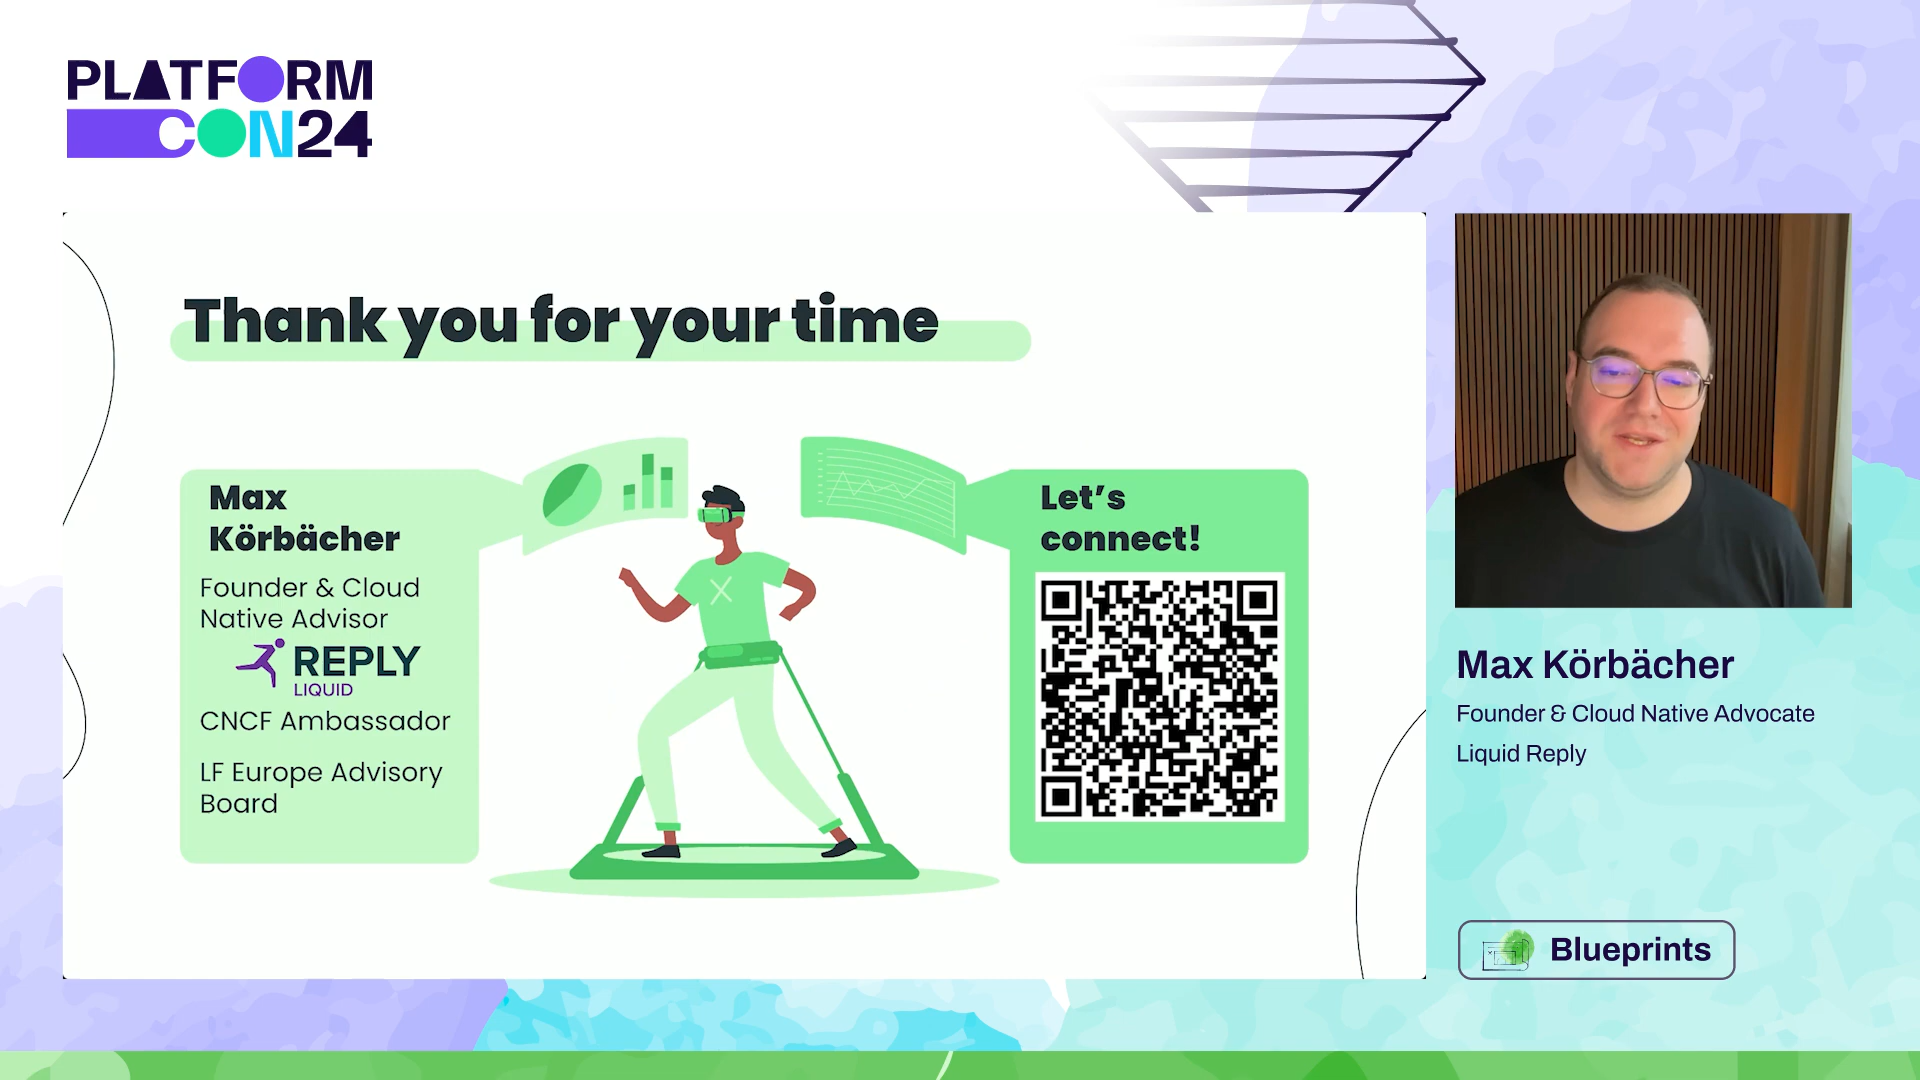 PLATFORM
CON24
Thank you for your time
Max
Körbächer
Founder & Cloud
Native Advisor
REPLY
LIQUID
CNCF Ambassador
LF Europe Advisory
Board
Let's
connect!
Max Körbächer
Founder & Cloud Native Advocate
Liquid Reply
Blueprints